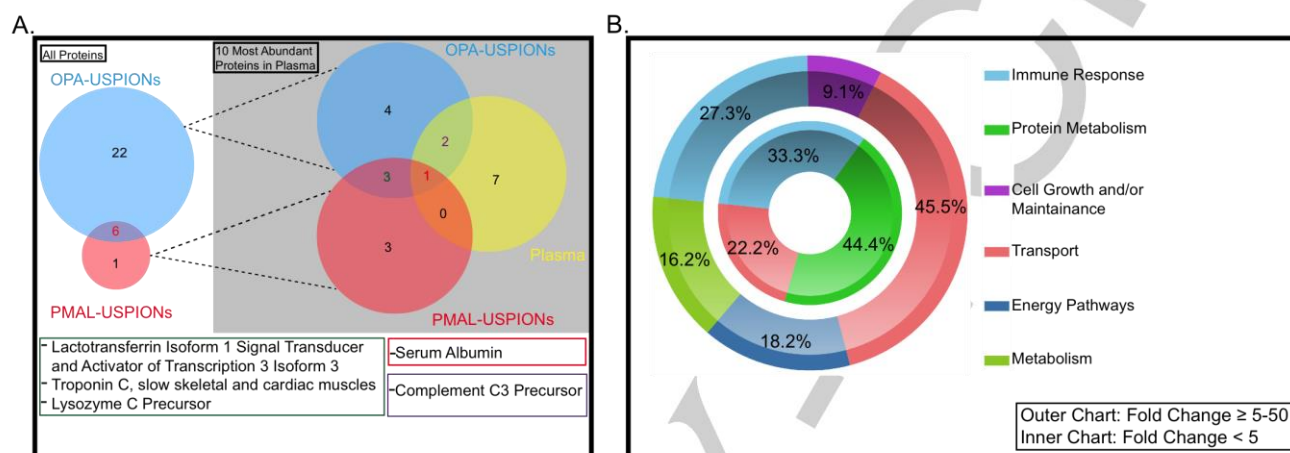 A.
All Proteins
OPA-USPIONs
22
6
1
PMAL-USPIONs
10 Most Abundant
Proteins in Plasma
OPA-USPIONs
4
2
3
1
7
0
3
Plasma
PMAL-USPIONs
- Lactotransferrin Isoform 1 Signal Transducer
and Activator of Transcription 3 Isoform 3
- Troponin C, slow skeletal and cardiac muscles
- Lysozyme C Precursor
-Serum Albumin
-Complement C3 Precursor
B.
27.3%
9.1%
33.3%
45.5%
22.2%
44.4%
16.2%
18.2%
Immune Response
Protein Metabolism
Cell Growth and/or
Maintainance
Transport
Energy Pathways
Metabolism
Outer Chart: Fold Change ≥ 5-50
Inner Chart: Fold Change < 5